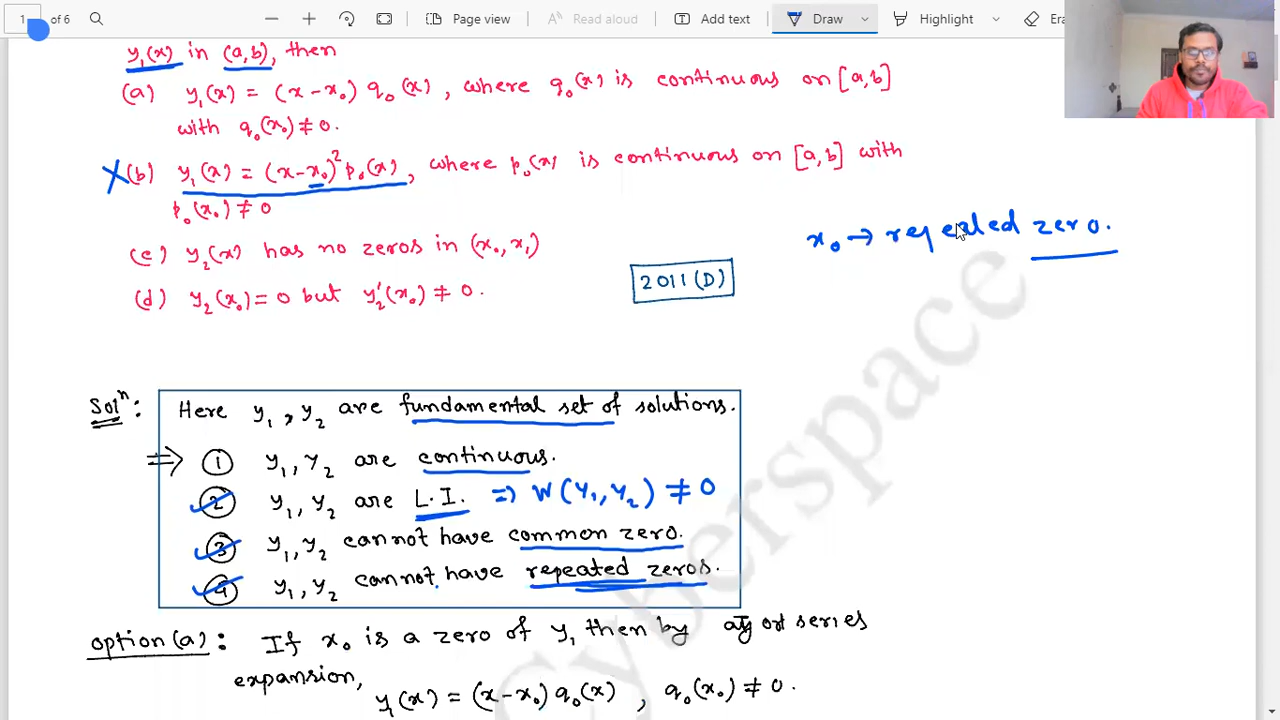 1 of 6
Page view
Read aloud
Add text
Draw
Highlight
y₁(x) in (a,b), then
(a) y₁(x) = (x-x₀) q₀(x), where q₀(x) is continuous on [a,b]
with q₀(x₀) ≠ 0.
X (b) y₁(x) = (x-x₀)² p₀(x), where p₀(x) is continuous on [a,b] with
p₀(x₀) ≠ 0
x₀ → repeated zero.
(c) y₂(x) has no zeros in (x₀, x₁)
2011(D)
(d) y₂(x₀) = 0 but y₂'(x₀) ≠ 0.
Solⁿ: Here y₁, y₂ are fundamental set of solutions.
⇒ ① y₁, y₂ are continuous.
② y₁, y₂ are L.I. ⇒ W(y₁, y₂) ≠ 0
③ y₁, y₂ cannot have common zero.
④ y₁, y₂ cannot have repeated zeros.
option(a): If x₀ is a zero of y₁ then by series
expansion,
y₁(x) = (x-x₀) q₀(x), q₀(x₀) ≠ 0.
Cyberspace